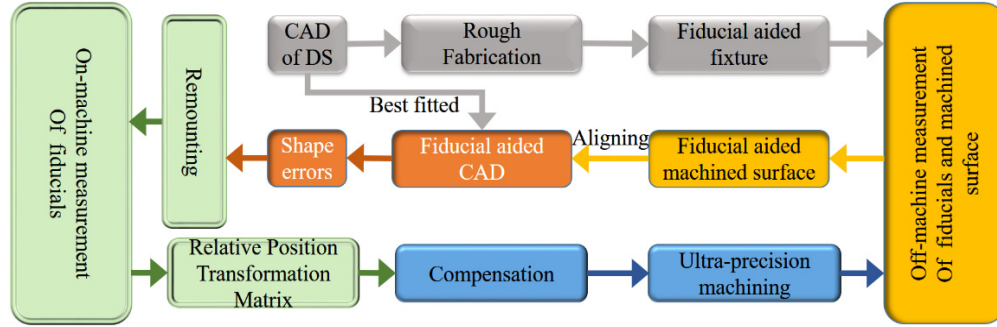 On-machine measurement
Of fiducials
Remounting
CAD
of DS
Rough
Fabrication
Fiducial aided
fixture
Best fitted
Shape
errors
Fiducial aided
CAD
Aligning
Fiducial aided
machined surface
Relative Position
Transformation
Matrix
Compensation
Ultra-precision
machining
Off-machine measurement
Of fiducials and machined
surface